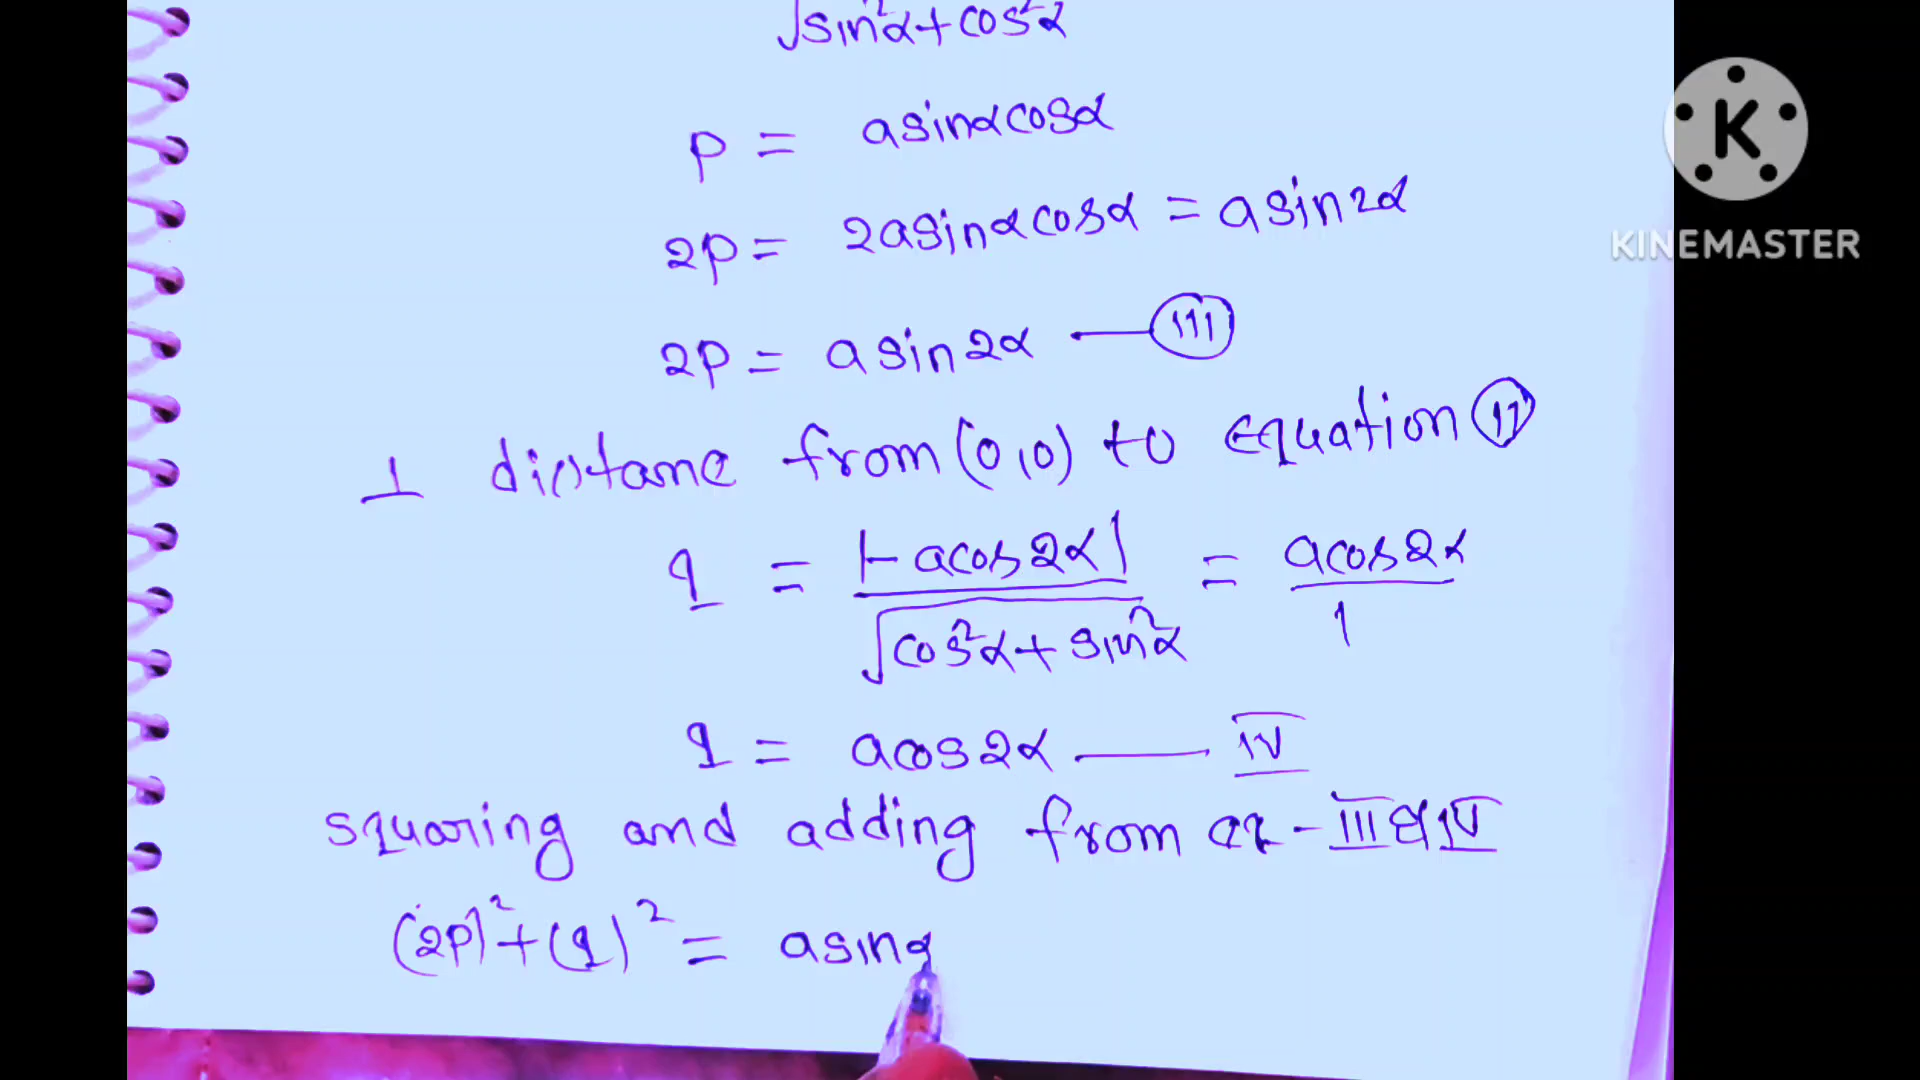 √sin²α+cos²α
p = asinαcosα
2p = 2asinαcosα = asin2α
2p = asin2α — (III)
⊥ distance from (0,0) to equation (II)
q = |-acos2α| / √cos²α+sin²α = acos2α / 1
q = acos2α — IV
squaring and adding from eq - III & IV
(2p)²+(q)² = asinα
K
KINEMASTER